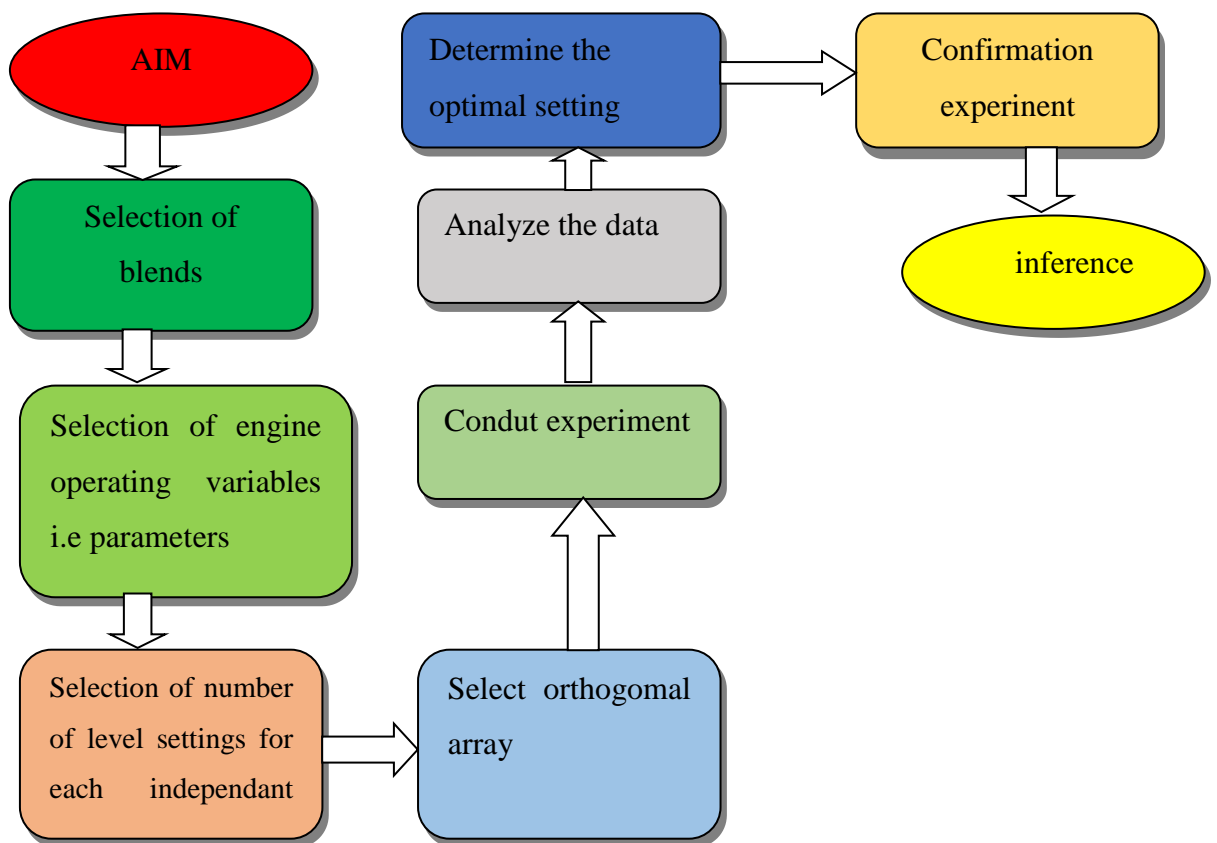 AIM
Selection of
blends
Selection of engine
operating variables
i.e parameters
Selection of number
of level settings for
each independant
Select orthogomal
array
Condut experiment
Analyze the data
Determine the
optimal setting
Confirmation
experinent
inference